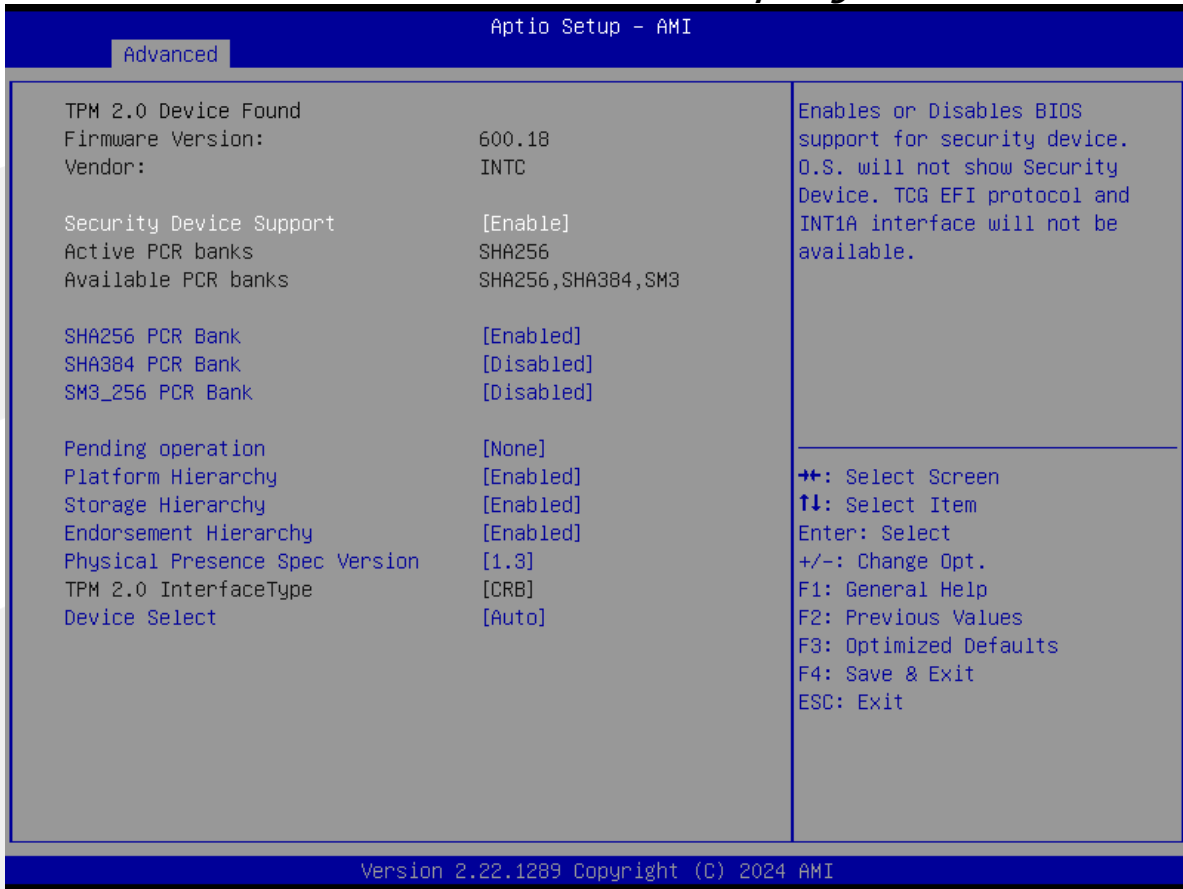 Aptio Setup – AMI
Advanced
TPM 2.0 Device Found
Firmware Version: 600.18
Vendor: INTC
Security Device Support [Enable]
Active PCR banks SHA256
Available PCR banks SHA256,SHA384,SM3
SHA256 PCR Bank [Enabled]
SHA384 PCR Bank [Disabled]
SM3_256 PCR Bank [Disabled]
Pending operation [None]
Platform Hierarchy [Enabled]
Storage Hierarchy [Enabled]
Endorsement Hierarchy [Enabled]
Physical Presence Spec Version [1.3]
TPM 2.0 InterfaceType [CRB]
Device Select [Auto]
Enables or Disables BIOS
support for security device.
O.S. will not show Security
Device. TCG EFI protocol and
INT1A interface will not be
available.
→←: Select Screen
↑↓: Select Item
Enter: Select
+/-: Change Opt.
F1: General Help
F2: Previous Values
F3: Optimized Defaults
F4: Save & Exit
ESC: Exit
Version 2.22.1289 Copyright (C) 2024 AMI